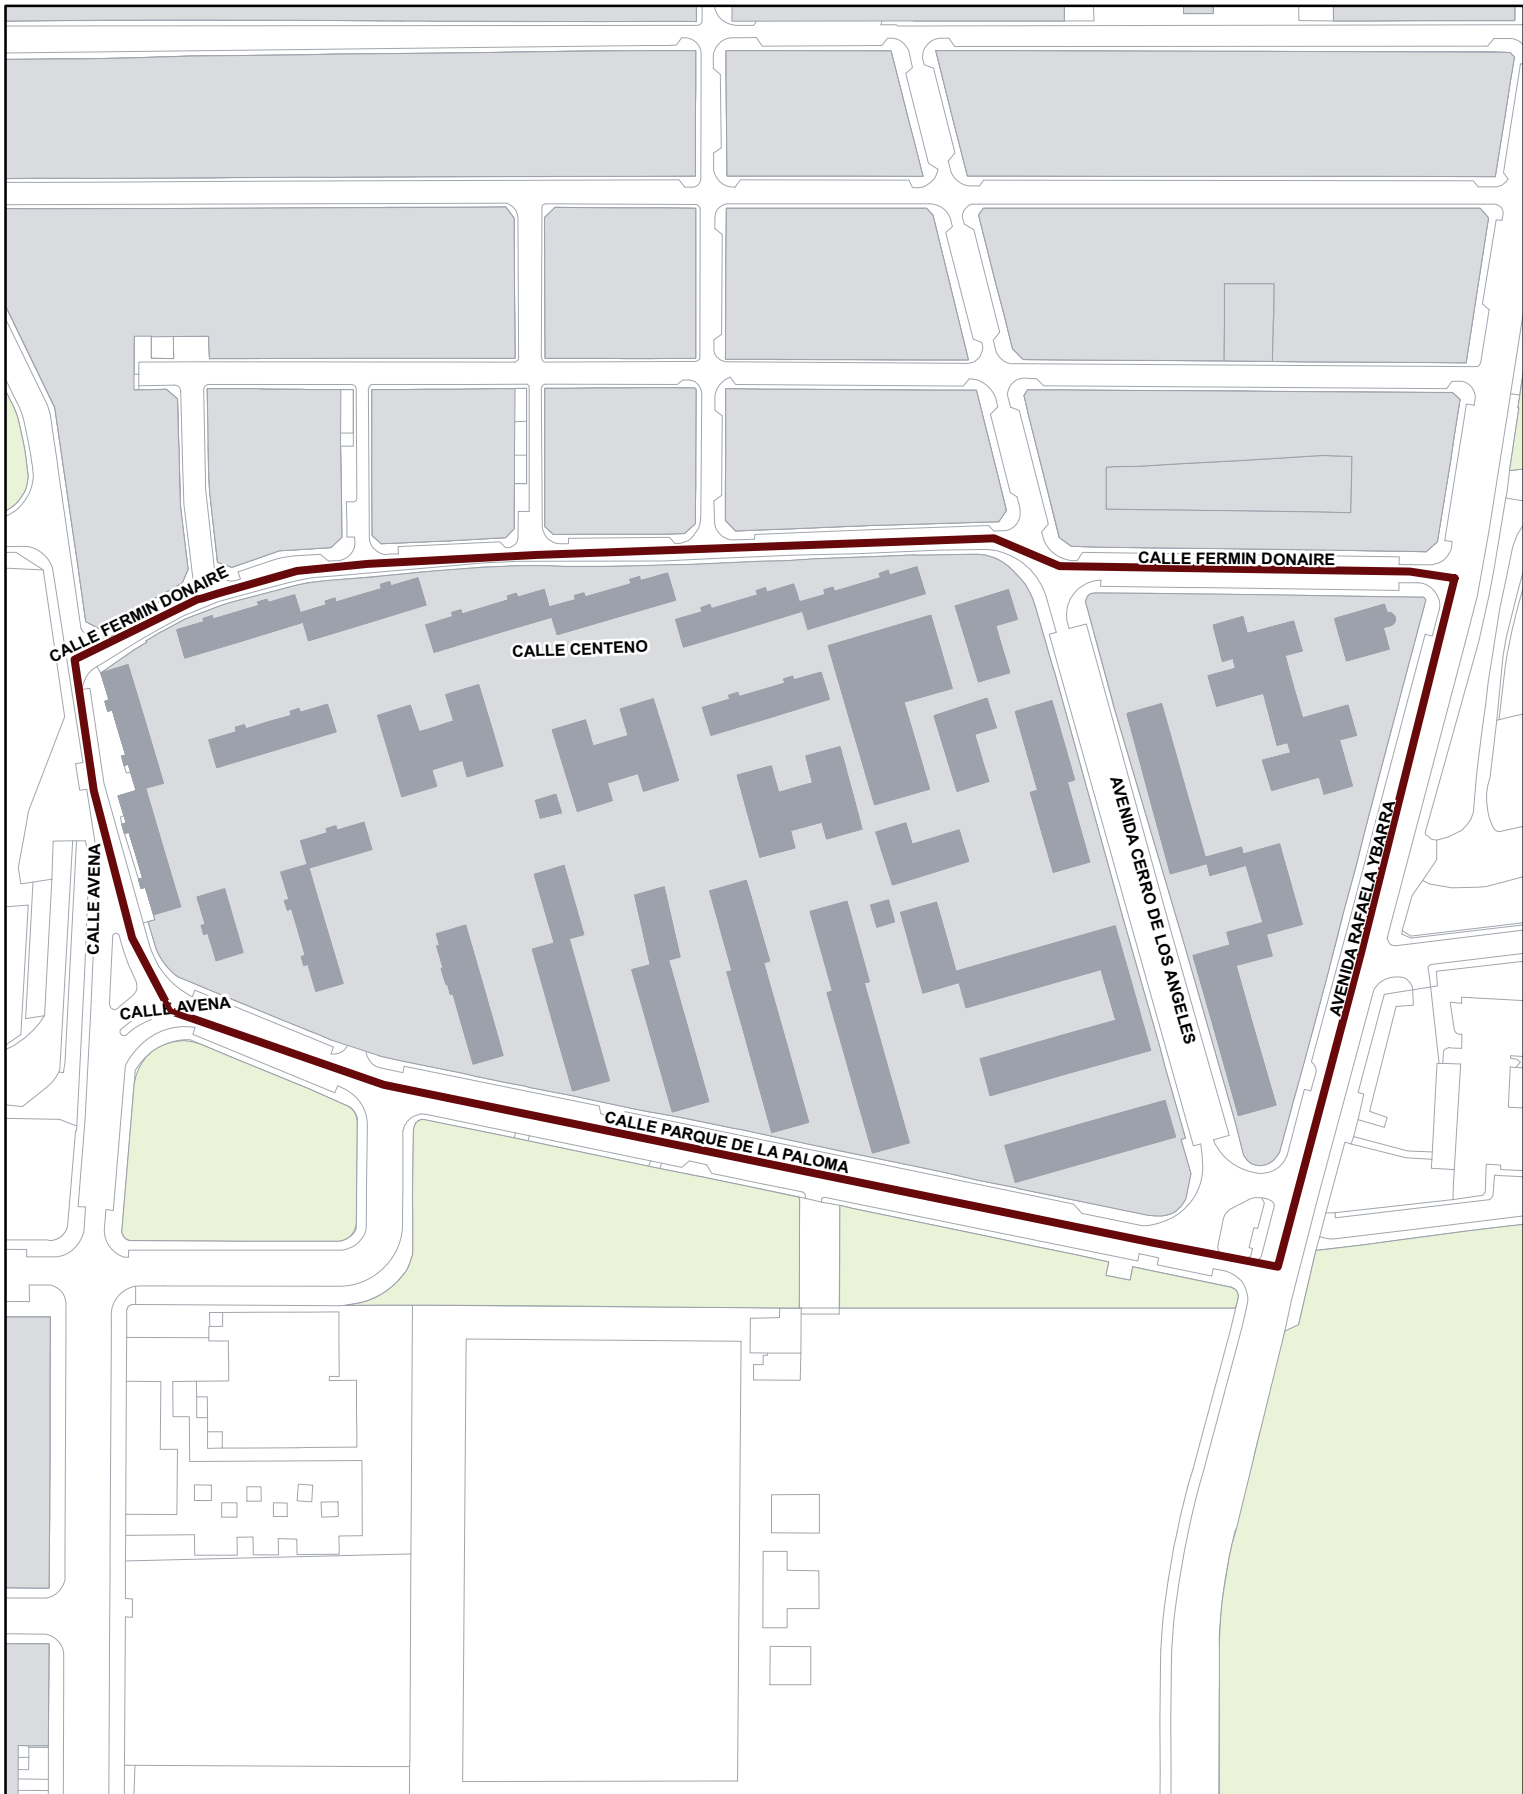 CALLE FERMIN DONAIRE
CALLE FERMIN DONAIRE
CALLE CENTENO
AVENIDA CERRO DE LOS ANGELES
AVENIDA RAFAELA YBARRA
CALLE AVENA
CALLE AVENA
CALLE PARQUE DE LA PALOMA